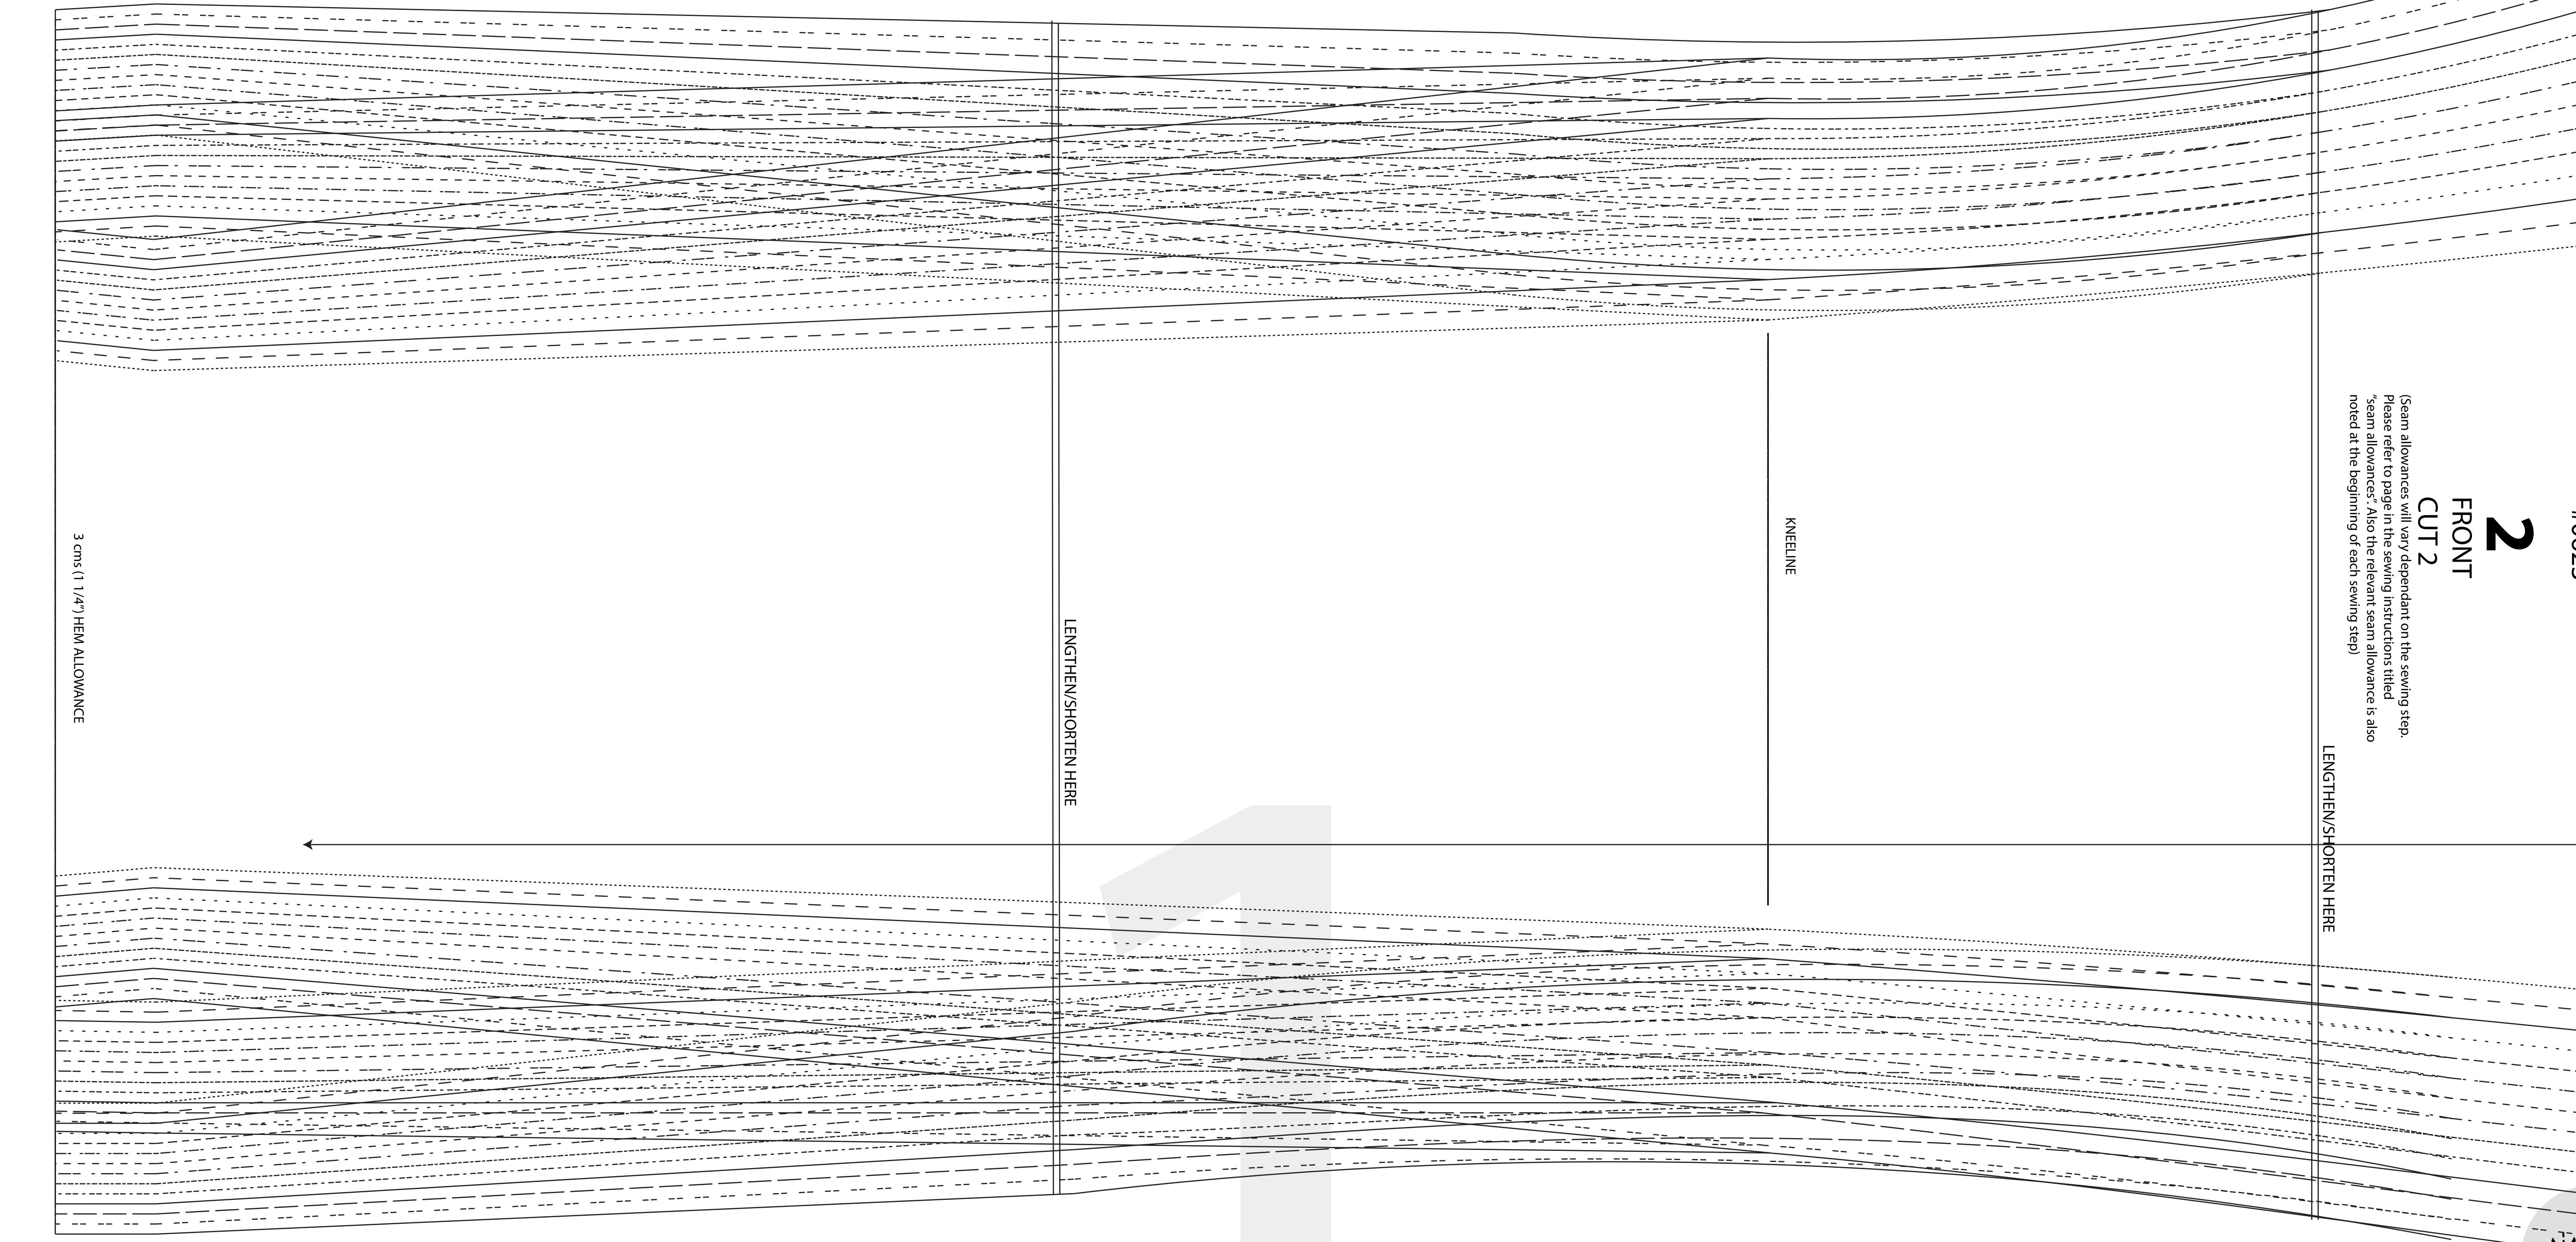 2
FRONT
CUT 2
(Seam allowances will vary dependant on the sewing step.
Please refer to page in the sewing instructions titled
“seam allowances”. Also the relevant seam allowance is also
noted at the beginning of each sewing step)
LENGTHEN/SHORTEN HERE
KNEELINE
LENGTHEN/SHORTEN HERE
3 cms (1 1/4”) HEM ALLOWANCE
1